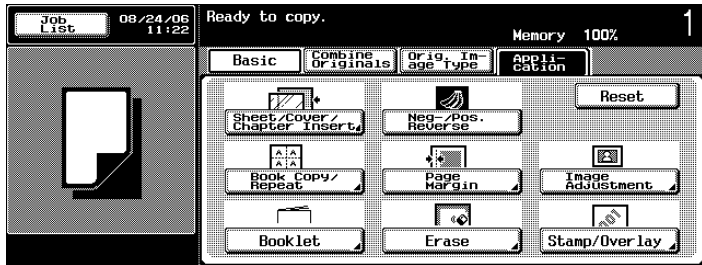 Job
List
08/24/06
11:22
Ready to copy.
Memory 100%
1
Basic
Combine
Originals
Orig. Im-
age Type
Appli-
cation
Sheet/Cover/
Chapter Insert
Neg-/Pos.
Reverse
Reset
A A
A A
Book Copy/
Repeat
Page
Margin
Image
Adjustment
001
Booklet
Erase
Stamp/Overlay